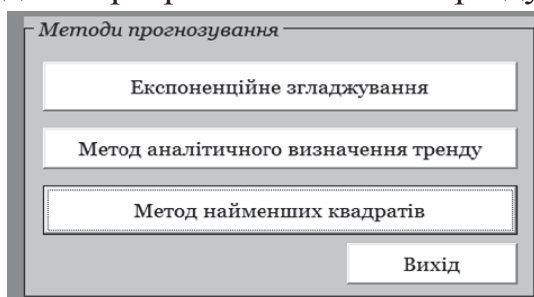 Методи прогнозування
Експоненційне згладжування
Метод аналітичного визначення тренду
Метод найменших квадратів
Вихід